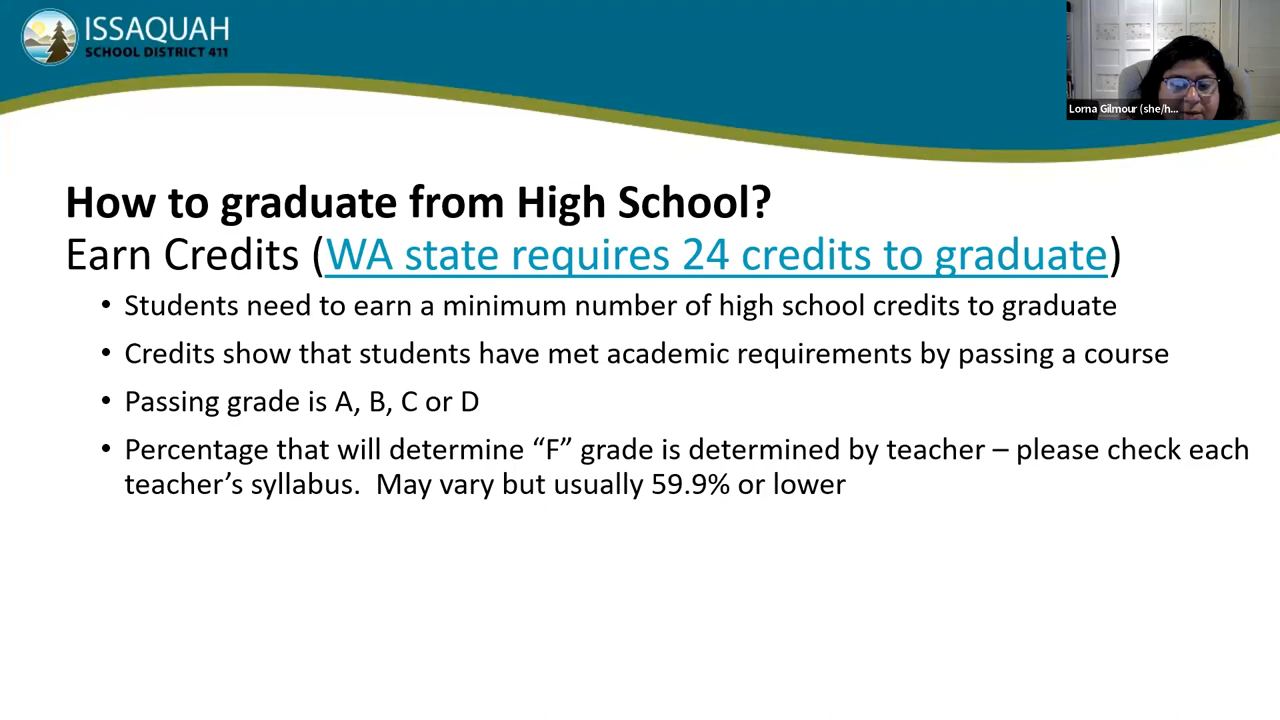 ISSAQUAH
SCHOOL DISTRICT 411
Lorna Gilmour (she/h...
How to graduate from High School?
Earn Credits (WA state requires 24 credits to graduate)
• Students need to earn a minimum number of high school credits to graduate
• Credits show that students have met academic requirements by passing a course
• Passing grade is A, B, C or D
• Percentage that will determine “F” grade is determined by teacher – please check each
teacher’s syllabus.  May vary but usually 59.9% or lower